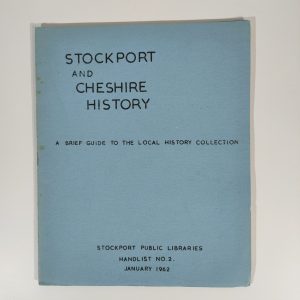 STOCKPORT
AND
CHESHIRE
HISTORY
A BRIEF GUIDE TO THE LOCAL HISTORY COLLECTION
STOCKPORT PUBLIC LIBRARIES
HANDLIST NO.2.
JANUARY 1962